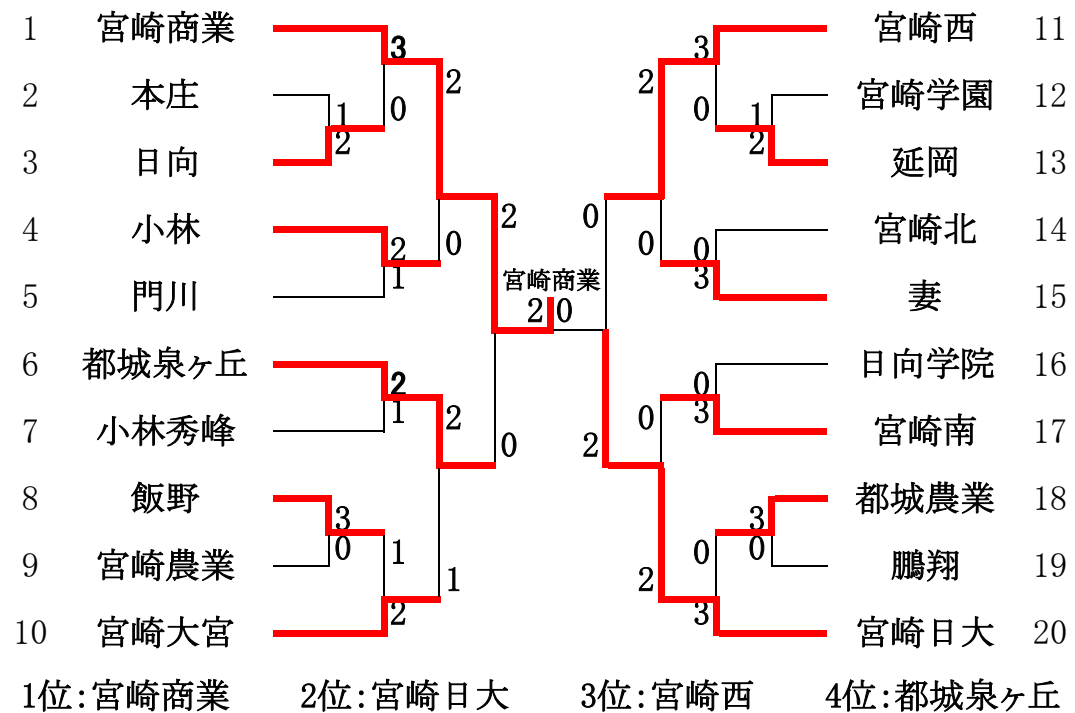 1 宮崎商業
2 本庄
3 日向
4 小林
5 門川
6 都城泉ヶ丘
7 小林秀峰
8 飯野
9 宮崎農業
10 宮崎大宮
3
0
1
2
2
1
2
1
3
0
1
2
2
0
2
1
2
0
宮崎商業
2 0
0
2
2
0
0
2
3
0
1
2
0
3
0
3
3
0
0
3
宮崎西 11
宮崎学園 12
延岡 13
宮崎北 14
妻 15
日向学院 16
宮崎南 17
都城農業 18
鵬翔 19
宮崎日大 20
1位:宮崎商業 2位:宮崎日大 3位:宮崎西 4位:都城泉ヶ丘